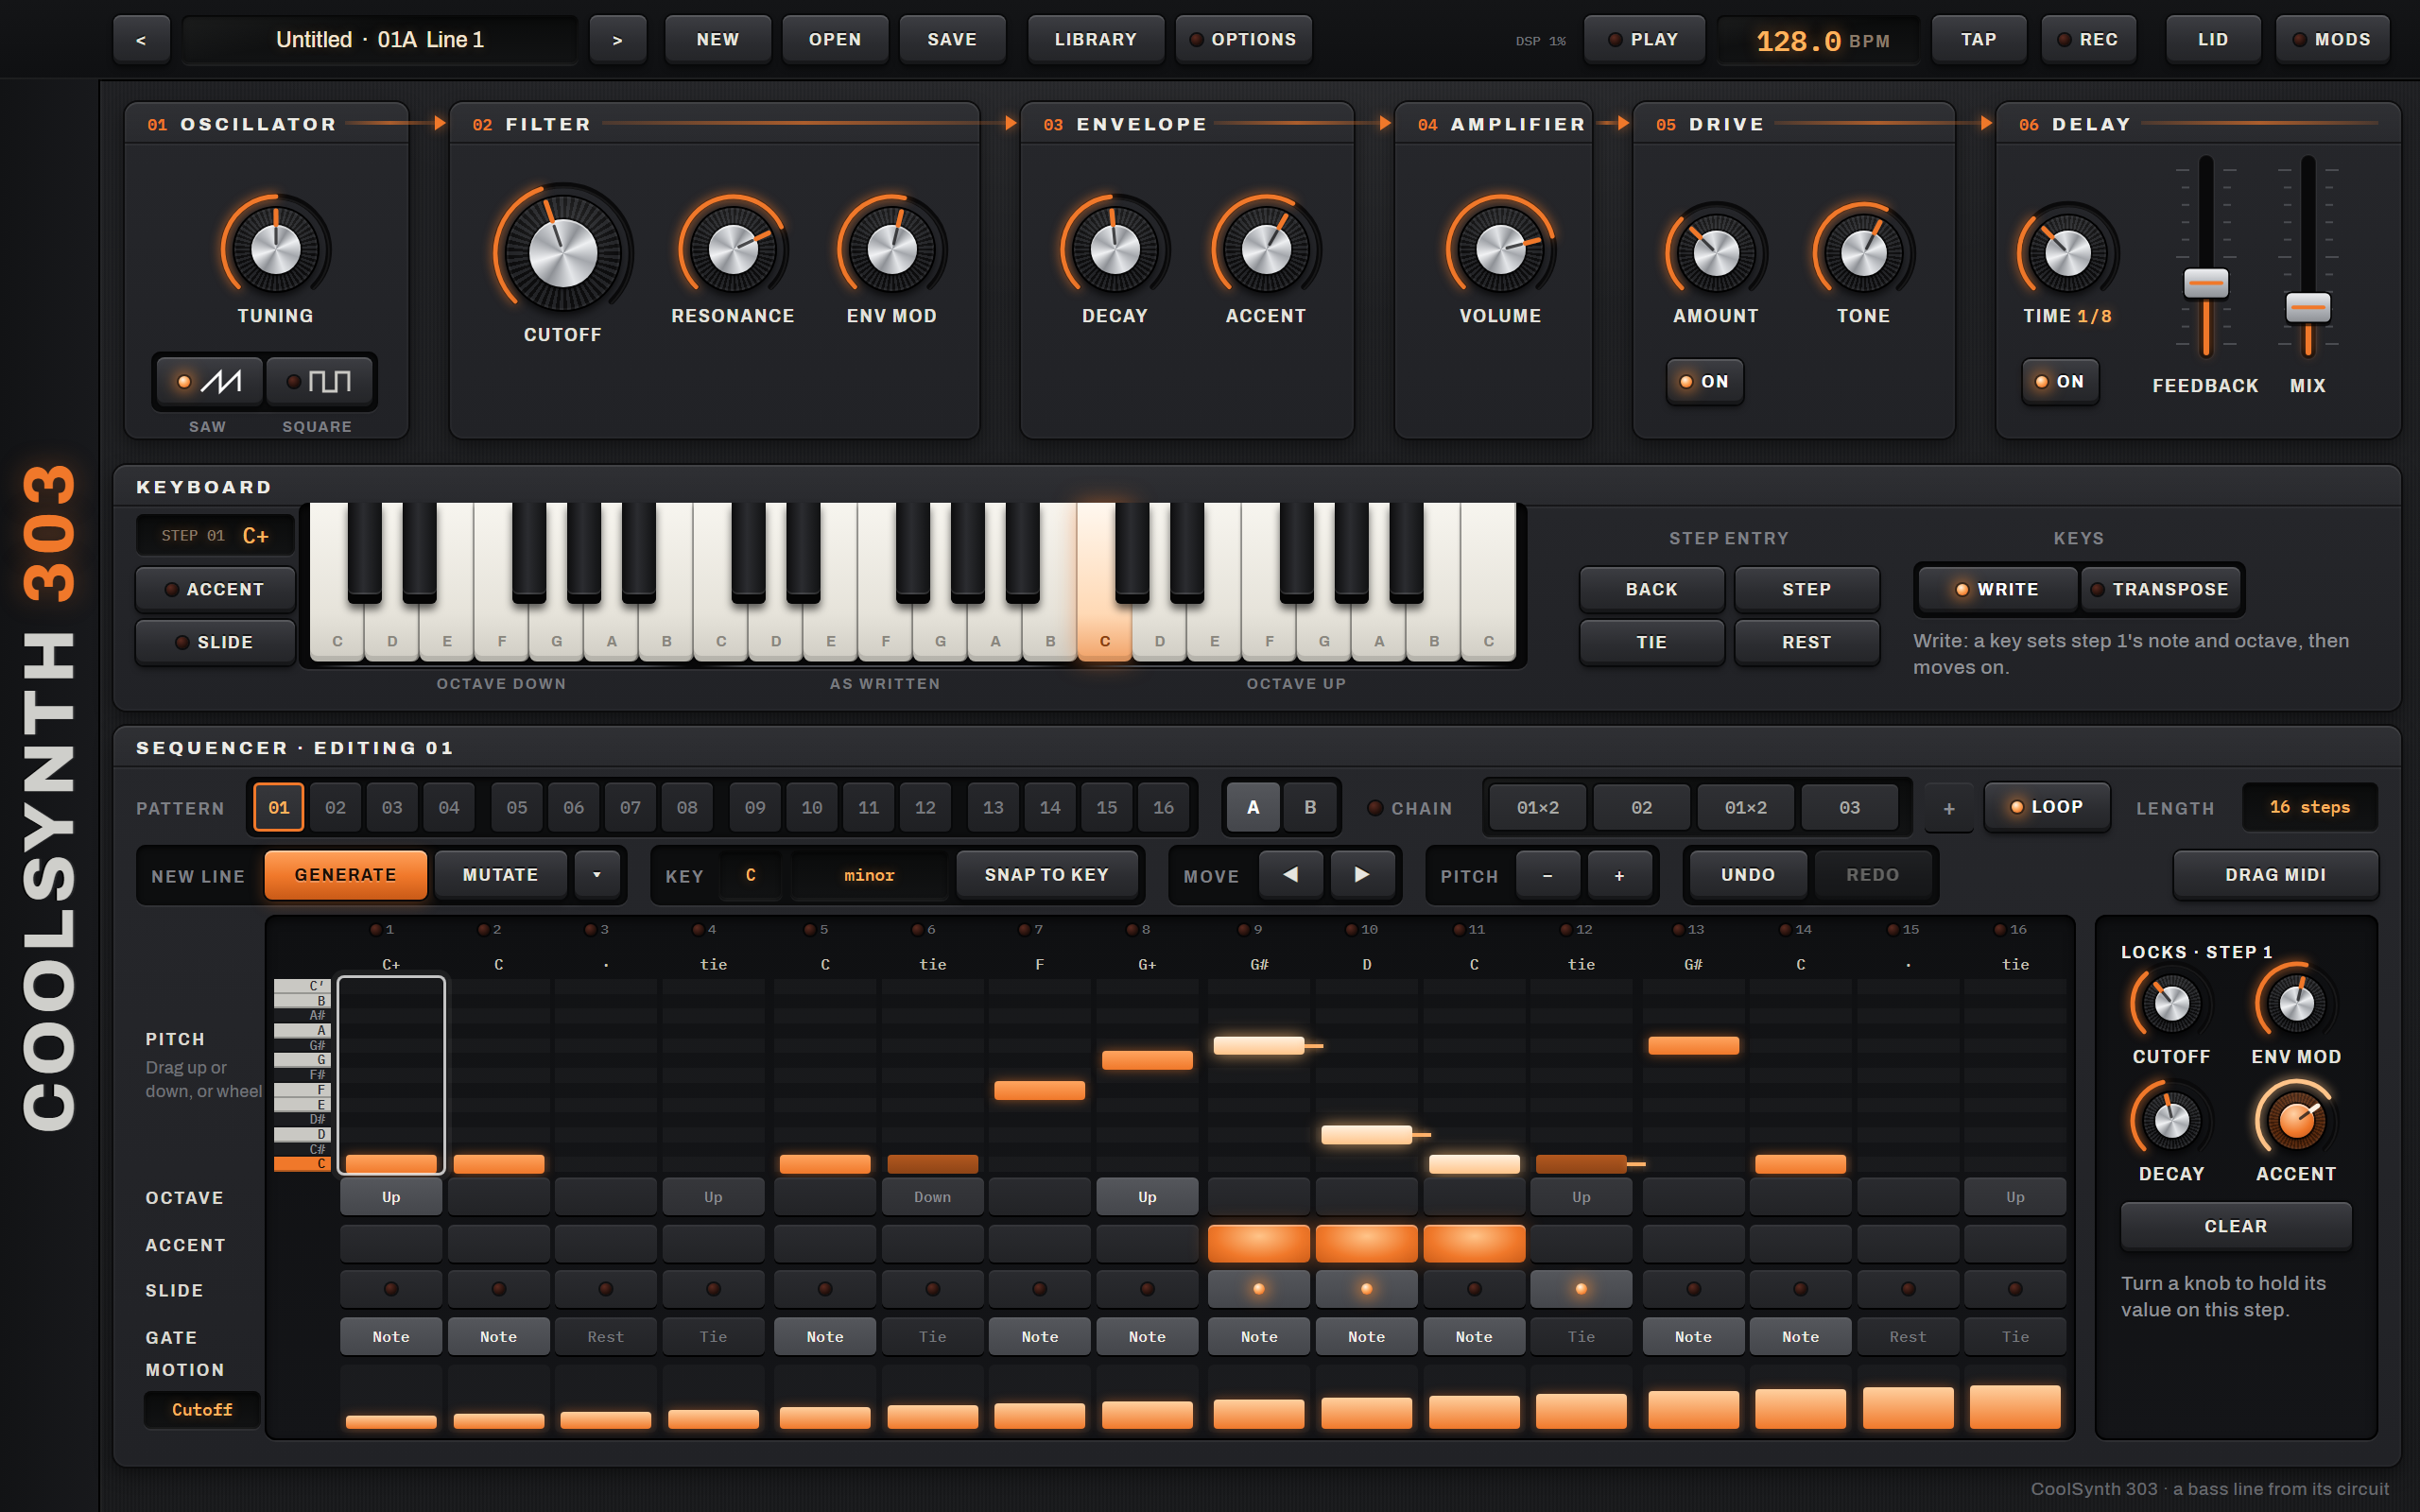 < Untitled · 01A Line 1 > NEW OPEN SAVE LIBRARY OPTIONS DSP 1% PLAY 128.0 BPM TAP REC LID MODS
COOLSYNTH 303
01 OSCILLATOR 02 FILTER 03 ENVELOPE 04 AMPLIFIER 05 DRIVE 06 DELAY
TUNING RESONANCE ENV MOD DECAY ACCENT VOLUME AMOUNT TONE TIME 1/8
CUTOFF
ON ON FEEDBACK MIX
SAW SQUARE
KEYBOARD
STEP 01 C+ STEP ENTRY KEYS
ACCENT BACK STEP WRITE TRANSPOSE
SLIDE C D E F G A B C D E F G A B C D E F G A B C TIE REST Write: a key sets step 1's note and octave, then
moves on.
OCTAVE DOWN AS WRITTEN OCTAVE UP
SEQUENCER · EDITING 01
PATTERN 01 02 03 04 05 06 07 08 09 10 11 12 13 14 15 16 A B CHAIN 01×2 02 01×2 03 + LOOP LENGTH 16 steps
NEW LINE GENERATE MUTATE KEY C minor SNAP TO KEY MOVE PITCH − + UNDO REDO DRAG MIDI
1 2 3 4 5 6 7 8 9 10 11 12 13 14 15 16
C+ C · tie C tie F G+ G# D C tie G# C · tie
LOCKS · STEP 1
C'
B
A#
A
G#
G
F#
F
E
D#
D
C#
C
PITCH
Drag up or
down, or wheel
CUTOFF ENV MOD
DECAY ACCENT
OCTAVE Up Up Down Up Up Up
CLEAR
ACCENT
SLIDE
Turn a knob to hold its
value on this step.
GATE Note Note Rest Tie Note Tie Note Note Note Note Note Tie Note Note Rest Tie
MOTION
Cutoff
CoolSynth 303 · a bass line from its circuit